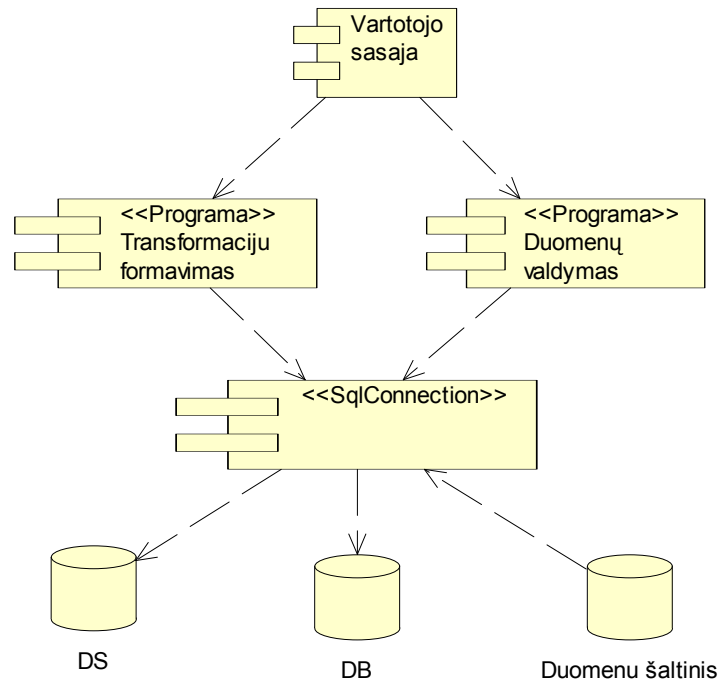 Vartotojo
sasaja
<<Programa>>
Transformaciju
formavimas
<<Programa>>
Duomenų
valdymas
<<SqlConnection>>
DS
DB
Duomenu šaltinis